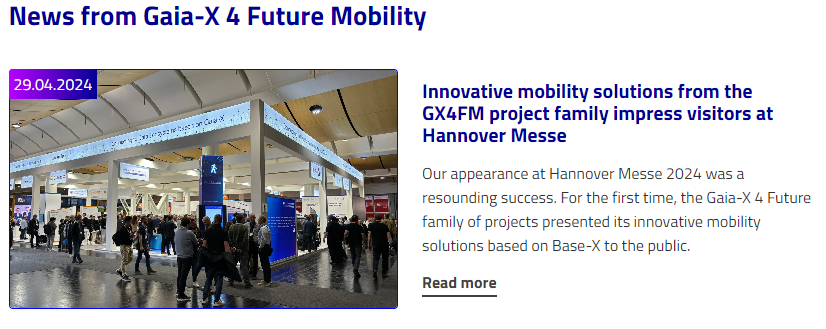 News from Gaia-X 4 Future Mobility
29.04.2024
Innovative mobility solutions from the
GX4FM project family impress visitors at
Hannover Messe
Our appearance at Hannover Messe 2024 was a
resounding success. For the first time, the Gaia-X 4 Future
family of projects presented its innovative mobility
solutions based on Base-X to the public.
Read more